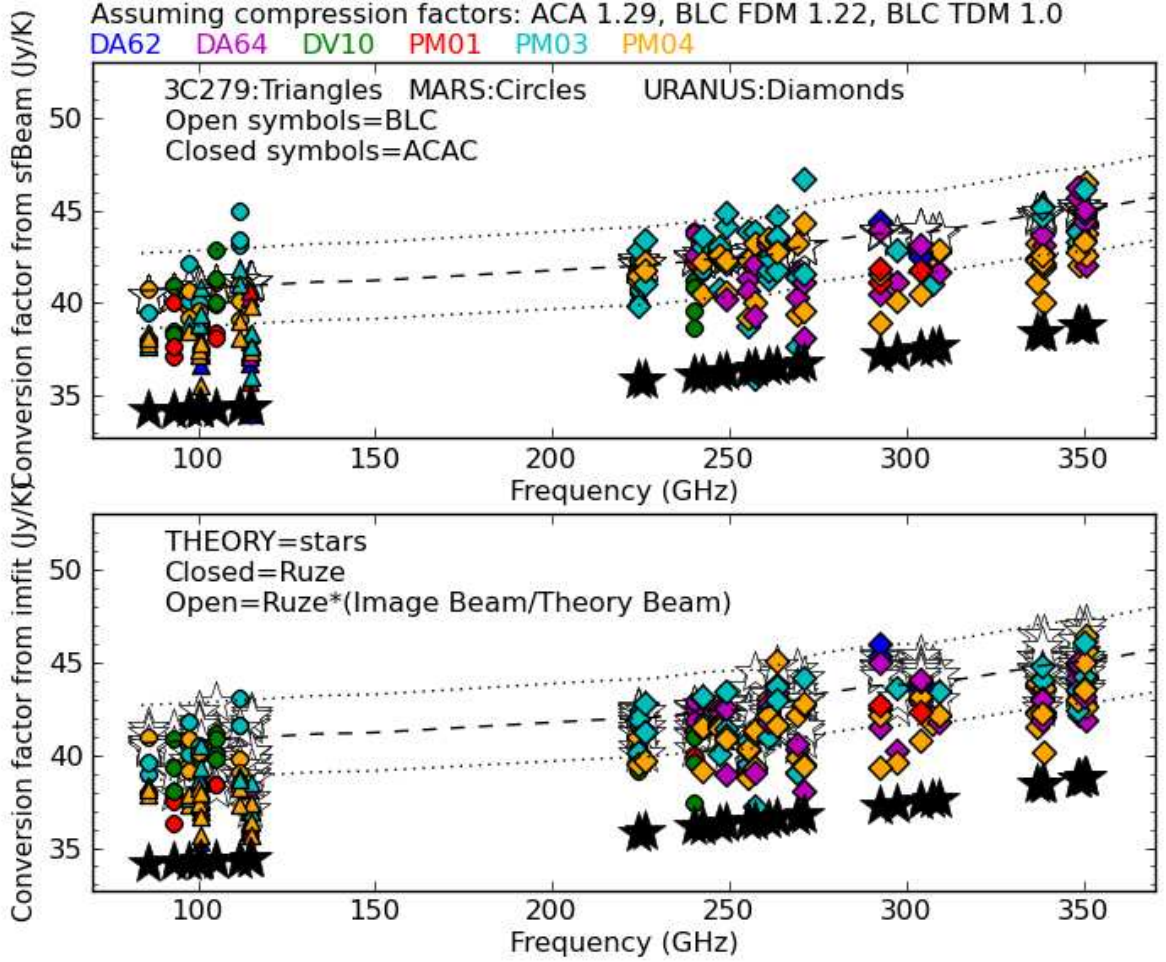 Assuming compression factors: ACA 1.29, BLC FDM 1.22, BLC TDM 1.0
DA62 DA64 DV10 PM01 PM03 PM04
Conversion factor from sfBeam (Jy/K)
3C279:Triangles MARS:Circles URANUS:Diamonds
Open symbols=BLC
Closed symbols=ACAC
50
45
40
35
100 150 200 250 300 350
Frequency (GHz)
Conversion factor from imfit (Jy/K)
THEORY=stars
Closed=Ruze
Open=Ruze*(Image Beam/Theory Beam)
50
45
40
35
100 150 200 250 300 350
Frequency (GHz)